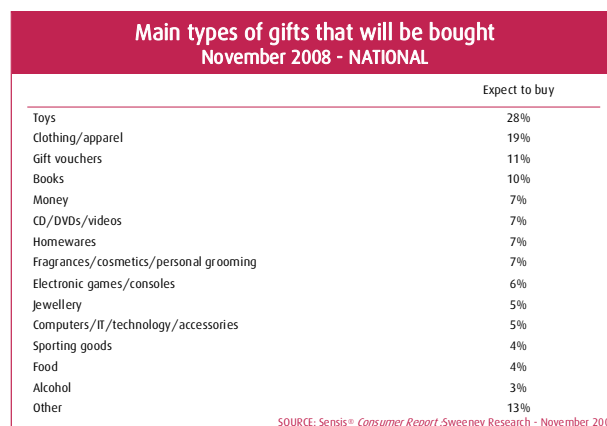 Main types of gifts that will be bought
November 2008 - NATIONAL
Expect to buy
Toys 28%
Clothing/apparel 19%
Gift vouchers 11%
Books 10%
Money 7%
CD/DVDs/videos 7%
Homewares 7%
Fragrances/cosmetics/personal grooming 7%
Electronic games/consoles 6%
Jewellery 5%
Computers/IT/technology/accessories 5%
Sporting goods 4%
Food 4%
Alcohol 3%
Other 13%
SOURCE: Sensis® Consumer Report :Sweeney Research - November